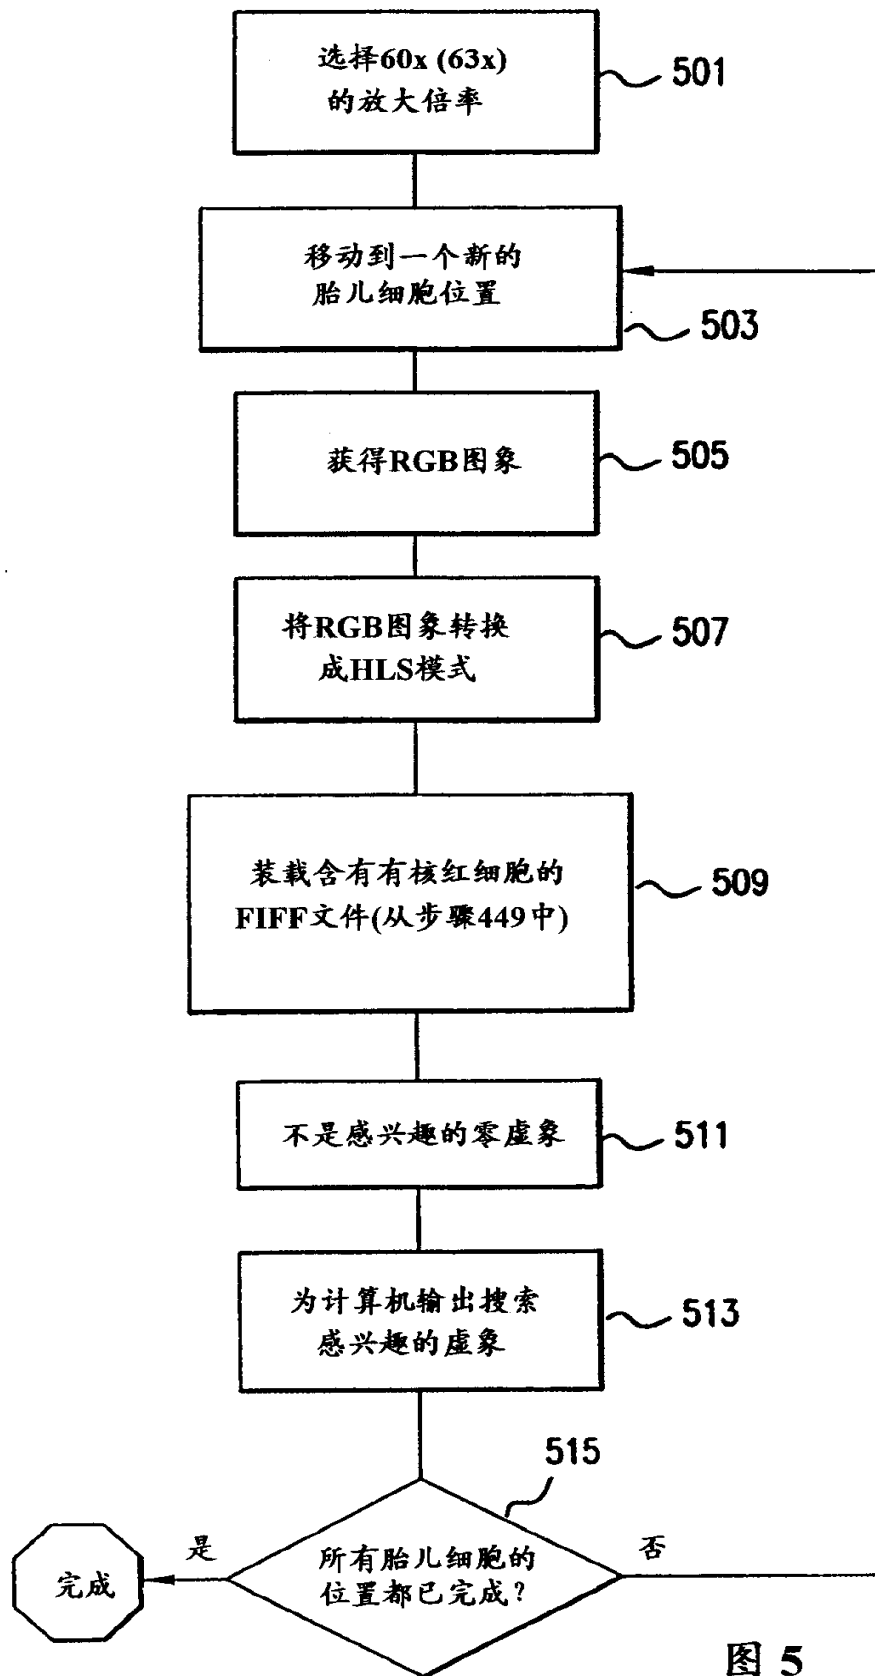 选择60x (63x)
的放大倍率
501
移动到一个新的
胎儿细胞位置
503
获得RGB图象
505
将RGB图象转换
成HLS模式
507
装载含有有核红细胞的
FIFF文件(从步骤449中)
509
不是感兴趣的零虚象
511
为计算机输出搜索
感兴趣的虚象
513
515
所有胎儿细胞的
位置都已完成?
是
否
完成
图 5